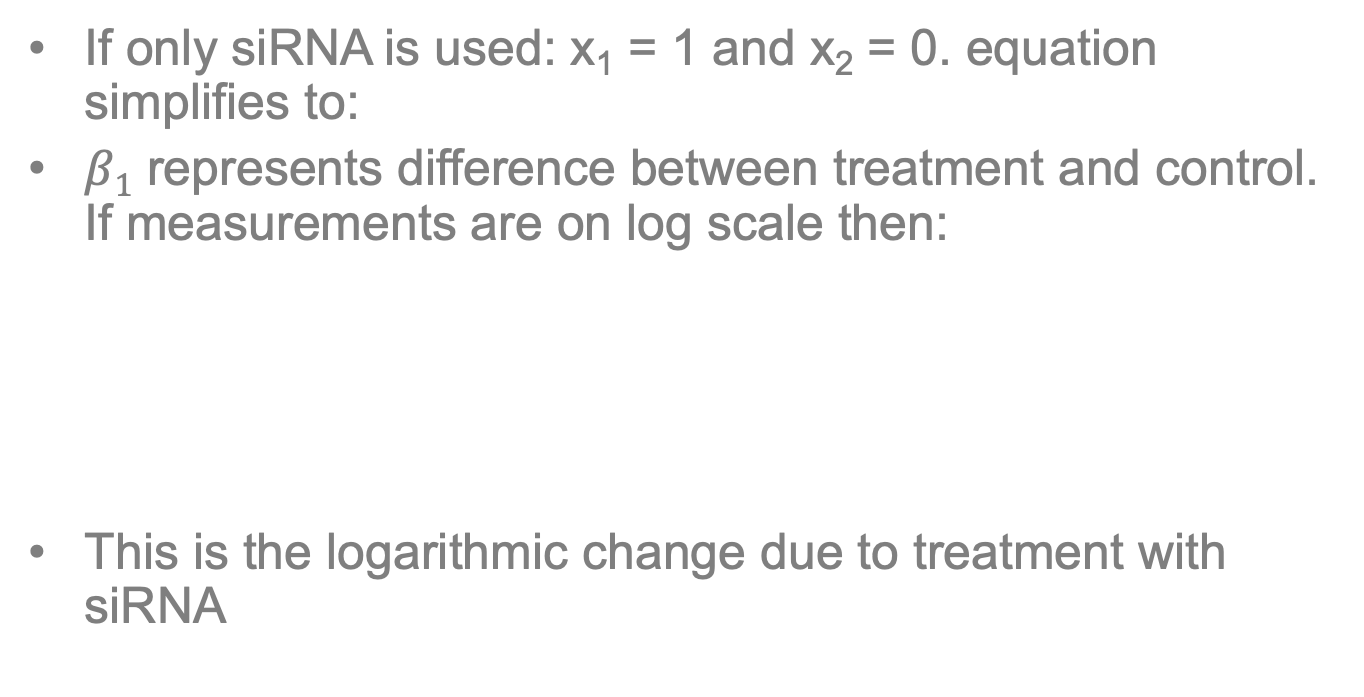 • If only siRNA is used: x₁ = 1 and x₂ = 0. equation
simplifies to:
• 𝛽₁ represents difference between treatment and control.
If measurements are on log scale then:
• This is the logarithmic change due to treatment with
siRNA